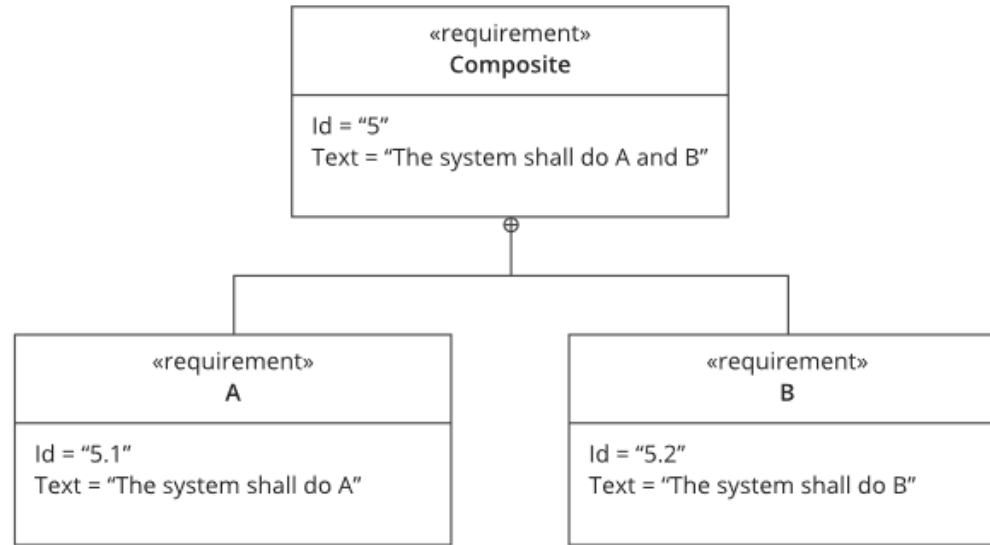 «requirement»
Composite
Id = “5”
Text = “The system shall do A and B”
«requirement»
A
Id = “5.1”
Text = “The system shall do A”
«requirement»
B
Id = “5.2”
Text = “The system shall do B”